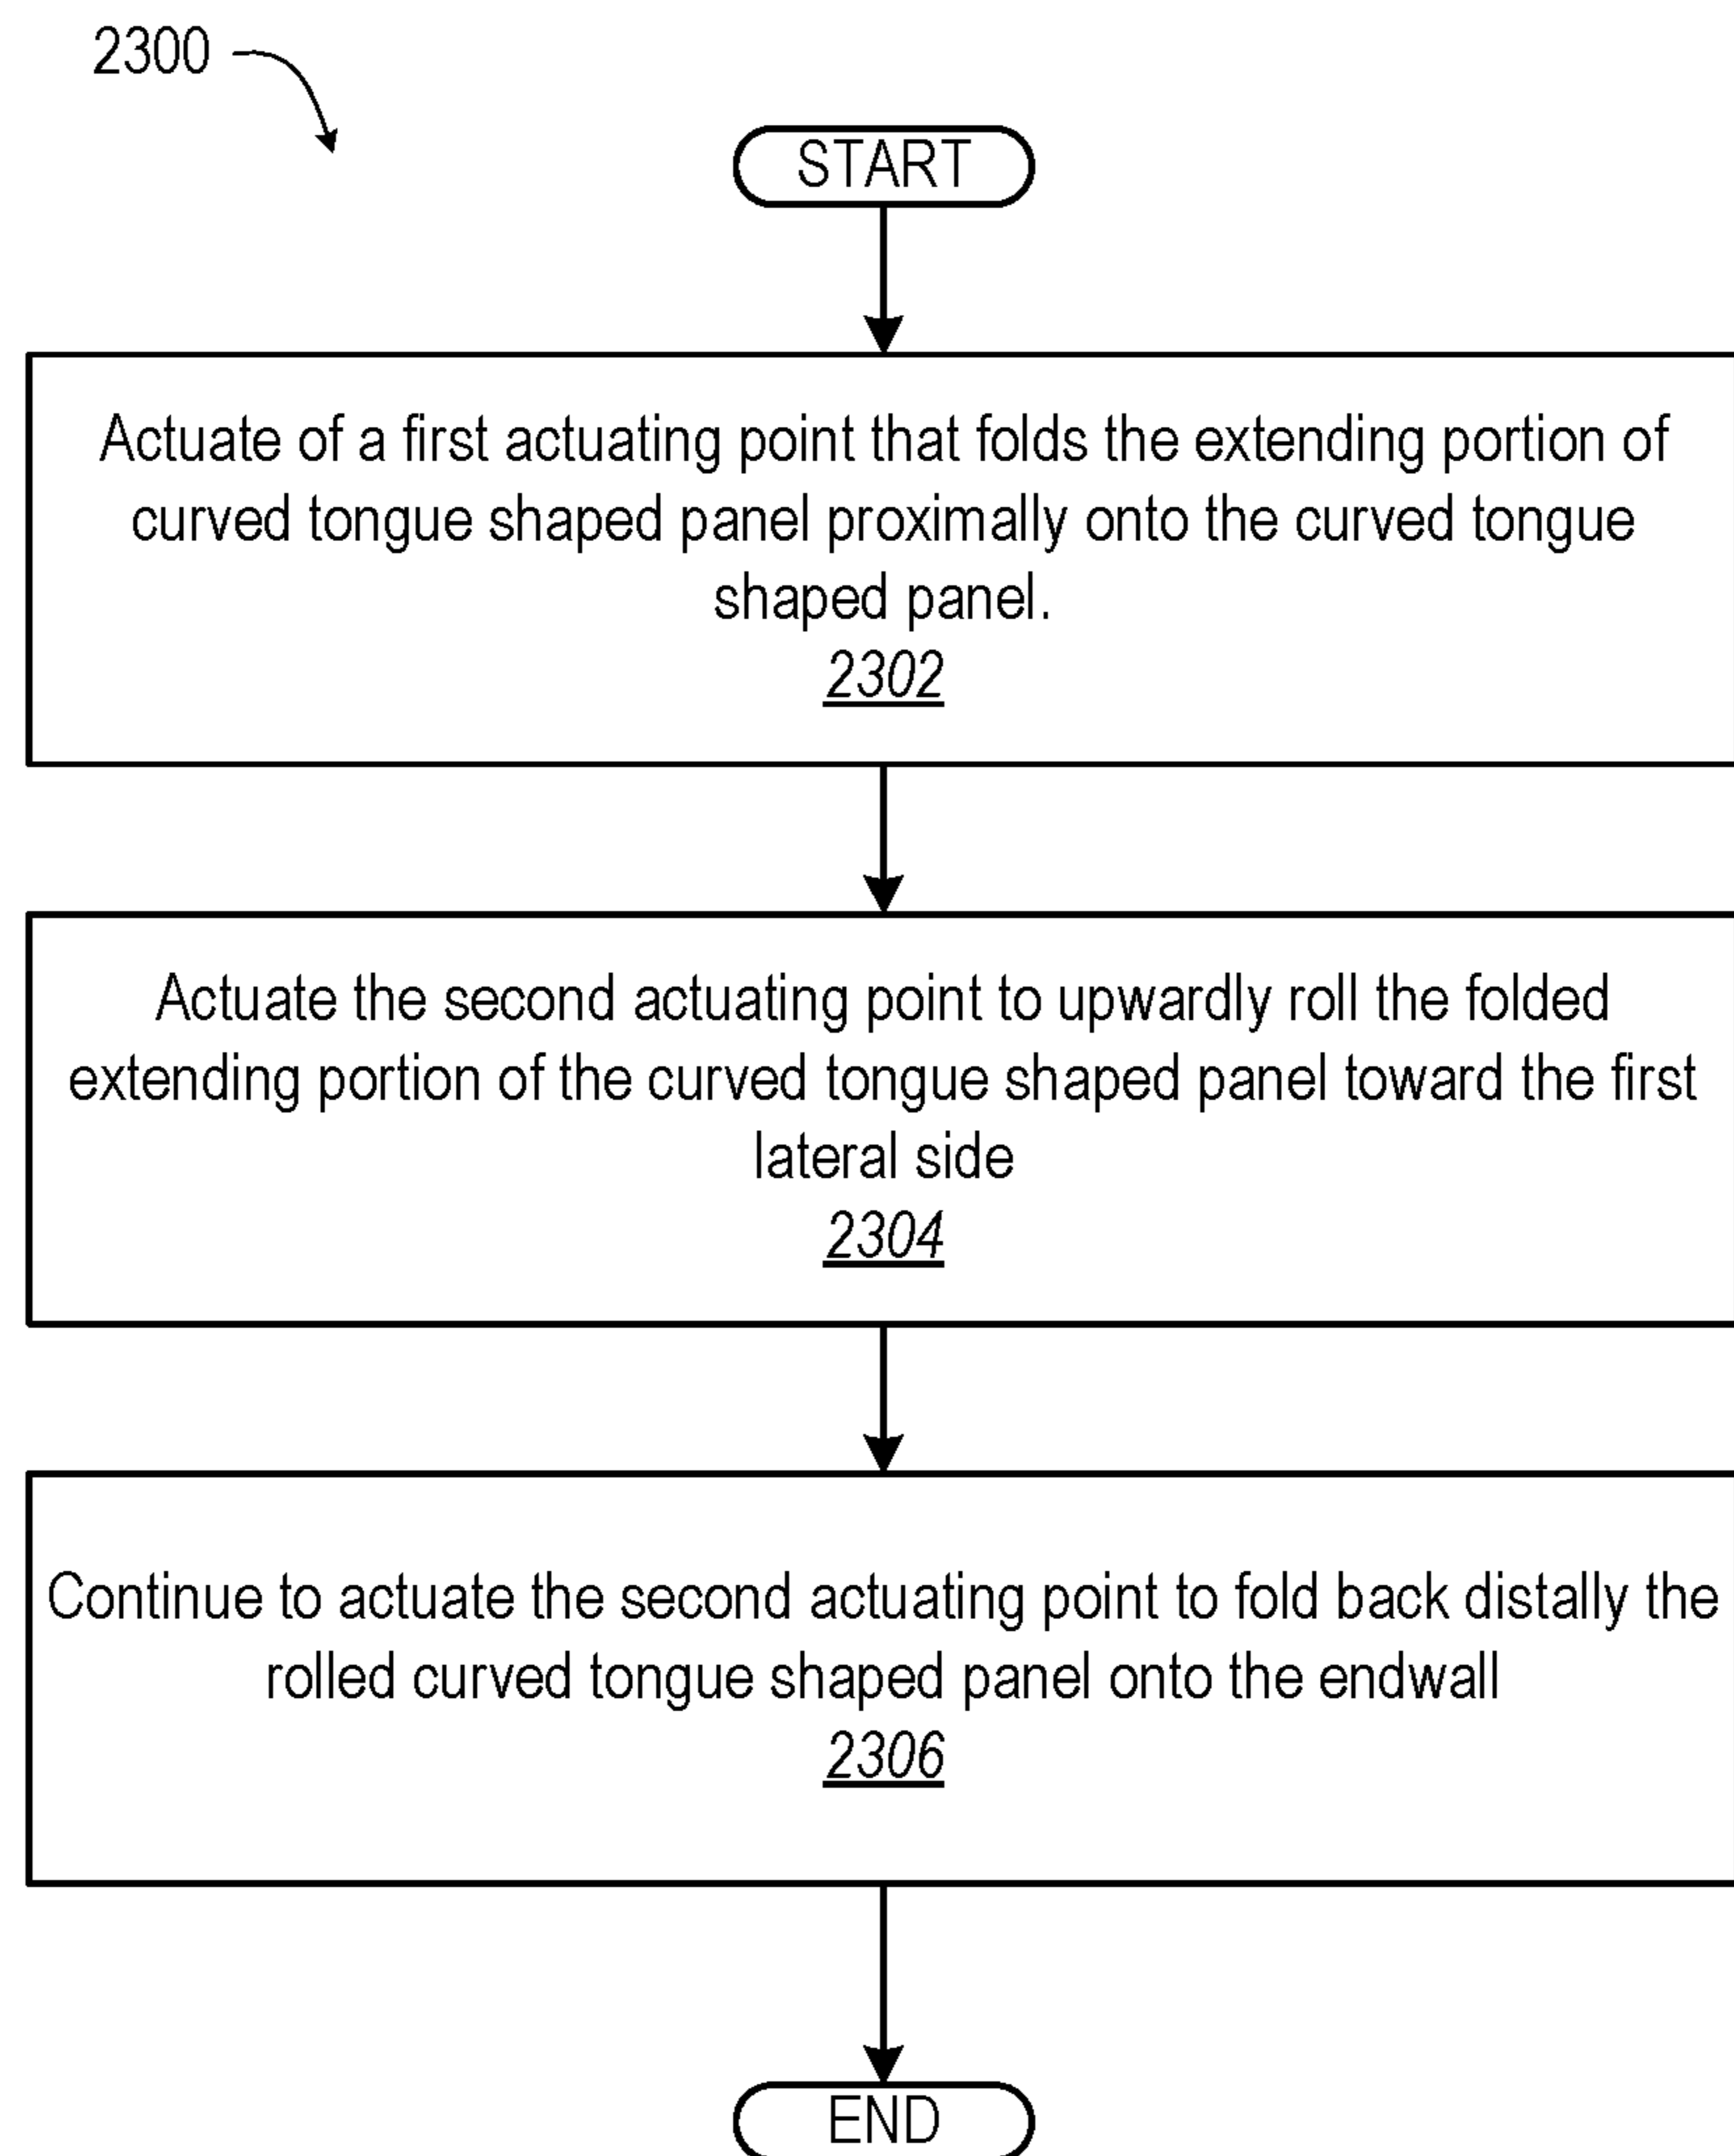 2300
START
Actuate of a first actuating point that folds the extending portion of
curved tongue shaped panel proximally onto the curved tongue
shaped panel.
2302
Actuate the second actuating point to upwardly roll the folded
extending portion of the curved tongue shaped panel toward the first
lateral side
2304
Continue to actuate the second actuating point to fold back distally the
rolled curved tongue shaped panel onto the endwall
2306
END